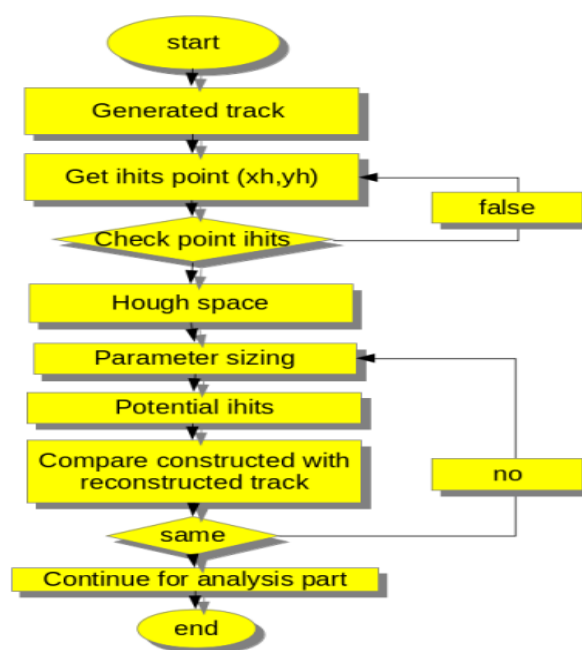 start
Generated track
Get ihits point (xh,yh)
false
Check point ihits
Hough space
Parameter sizing
Potential ihits
Compare constructed with
reconstructed track
no
same
Continue for analysis part
end